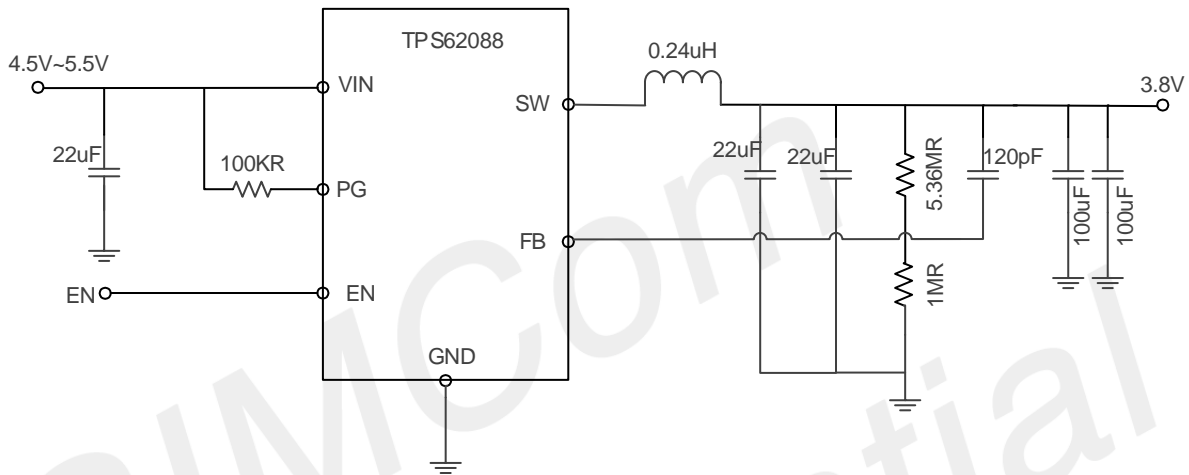 TPS62088
0.24uH
4.5V~5.5V
3.8V
VIN
SW
22uF
100KR
22uF
22uF
5.36MR
120pF
PG
100uF
100uF
FB
1MR
EN
EN
GND